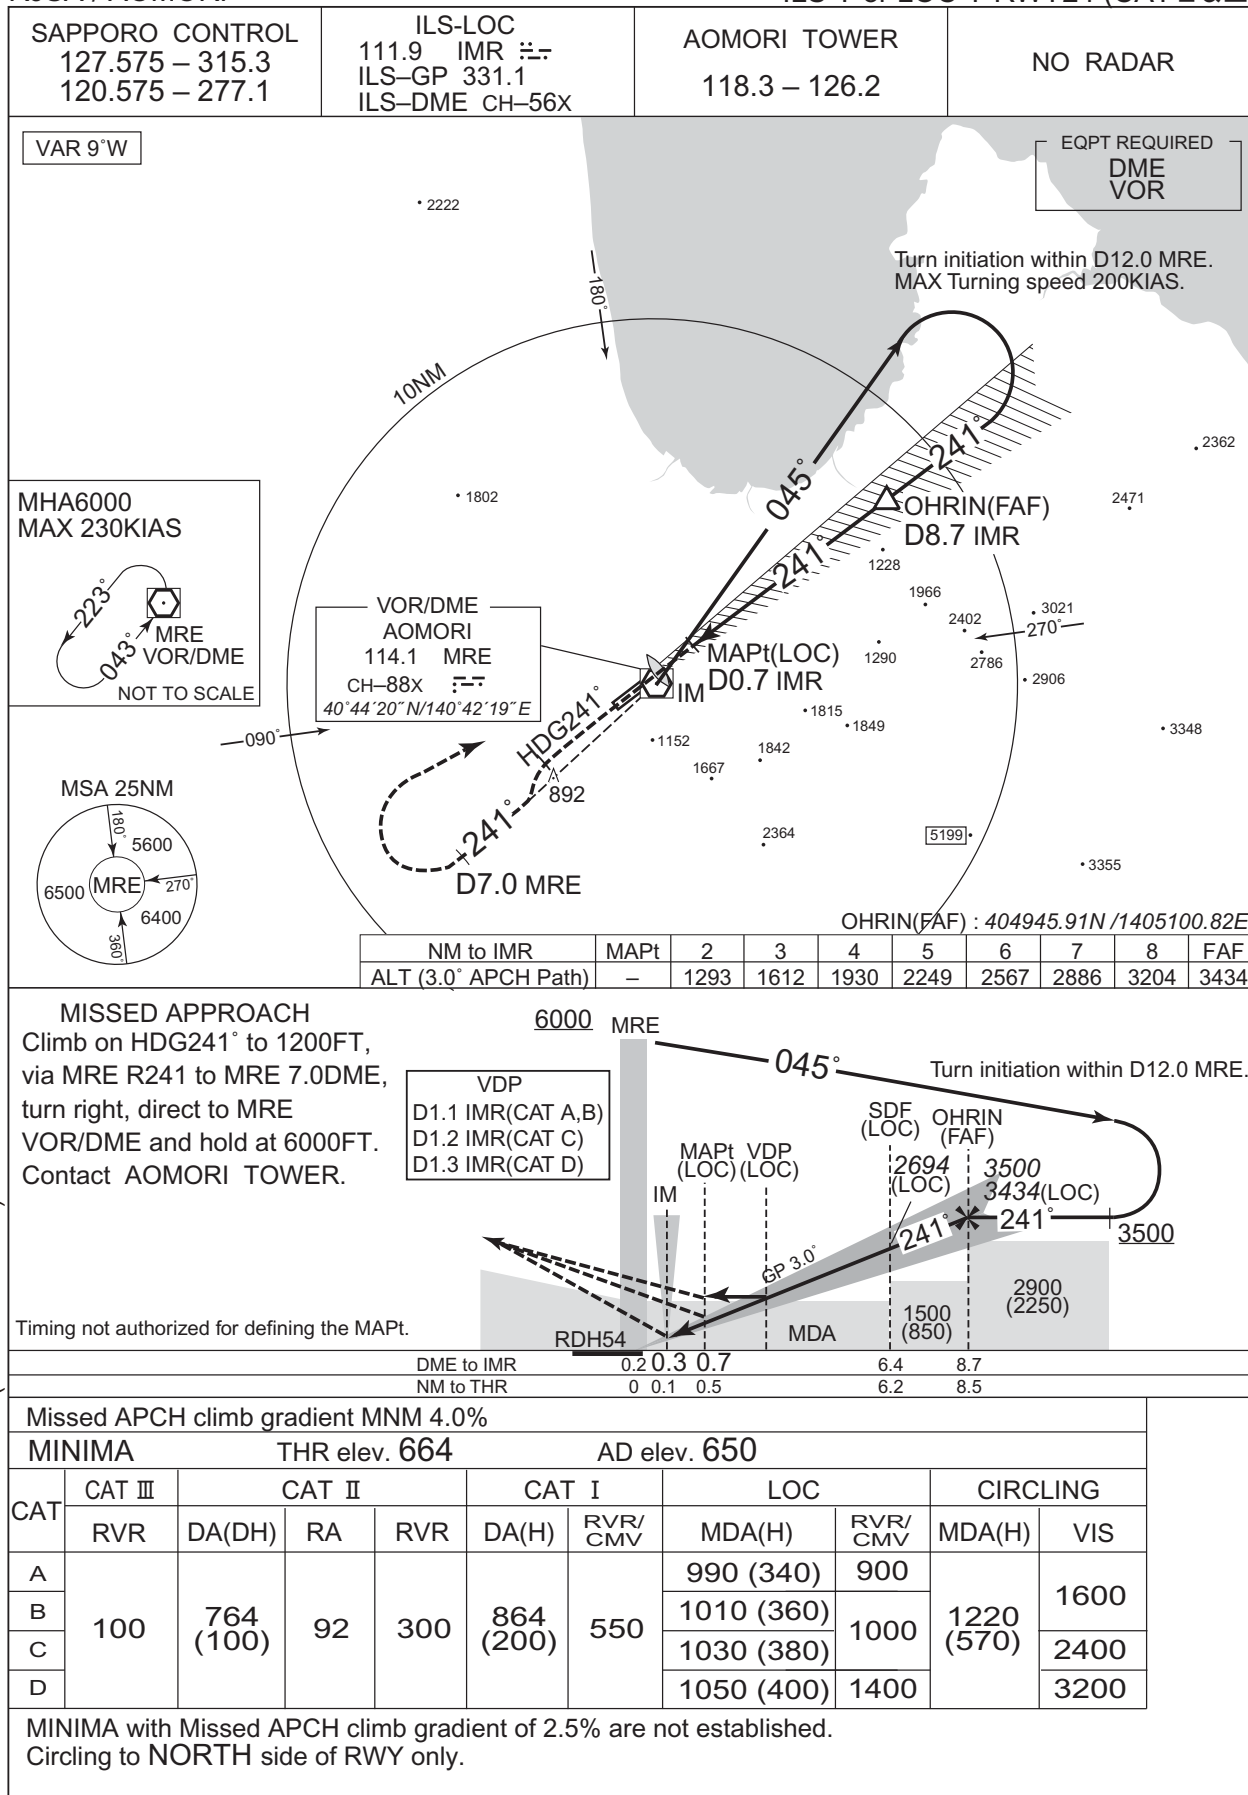 SAPPORO CONTROL
127.575 – 315.3
120.575 – 277.1
ILS-LOC
111.9 IMR
ILS–GP 331.1
ILS–DME CH–56X
AOMORI TOWER
118.3 – 126.2
NO RADAR
VAR 9°W
EQPT REQUIRED
DME
VOR
2222
180°
Turn initiation within D12.0 MRE.
MAX Turning speed 200KIAS.
10NM
241°
2362
045°
1802
2471
OHRIN(FAF)
D8.7 IMR
241°
1228
MHA6000
MAX 230KIAS
223°
043°
MRE
VOR/DME
NOT TO SCALE
VOR/DME
AOMORI
114.1 MRE
CH–88X
40°44´20˝N/140°42´19˝E
1966
2402
3021
270°
2786
2906
1290
MAPt(LOC)
D0.7 IMR
IM
HDG241°
1815
1849
3348
090°
1152
1842
1667
892
241°
2364
5199
3355
D7.0 MRE
MSA 25NM
180°
5600
6500
MRE
270°
6400
360°
OHRIN(FAF) : 404945.91N /1405100.82E
NM to IMR MAPt 2 3 4 5 6 7 8 FAF
ALT (3.0° APCH Path) – 1293 1612 1930 2249 2567 2886 3204 3434
MISSED APPROACH
Climb on HDG241° to 1200FT,
via MRE R241 to MRE 7.0DME,
turn right, direct to MRE
VOR/DME and hold at 6000FT.
Contact AOMORI TOWER.
VDP
D1.1 IMR(CAT A,B)
D1.2 IMR(CAT C)
D1.3 IMR(CAT D)
6000 MRE
045°
Turn initiation within D12.0 MRE.
SDF
(LOC)
OHRIN
(FAF)
MAPt
(LOC)
VDP
(LOC)
2694
(LOC)
3500
3434(LOC)
IM
241°
241°
3500
GP 3.0°
2900
(2250)
1500
(850)
MDA
RDH54
Timing not authorized for defining the MAPt.
DME to IMR 0.2 0.3 0.7 6.4 8.7
NM to THR 0 0.1 0.5 6.2 8.5
Missed APCH climb gradient MNM 4.0%
MINIMA THR elev. 664 AD elev. 650
CAT CAT Ⅲ CAT Ⅱ CAT Ⅰ LOC CIRCLING
RVR DA(DH) RA RVR DA(H) RVR/CMV MDA(H) RVR/CMV MDA(H) VIS
A 990 (340) 900
B 1010 (360)
100 764 (100) 92 300 864 (200) 550 1000 1220 (570) 1600
C 1030 (380) 2400
D 1050 (400) 1400 3200
MINIMA with Missed APCH climb gradient of 2.5% are not established.
Circling to NORTH side of RWY only.